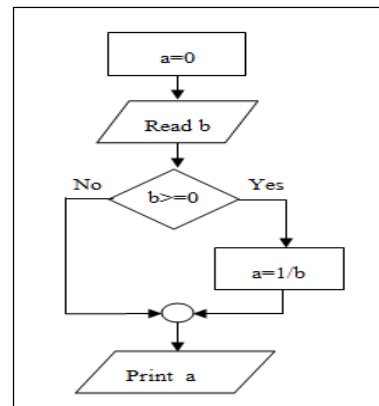 a=0
Read b
No
Yes
b>=0
a=1/b
Print a